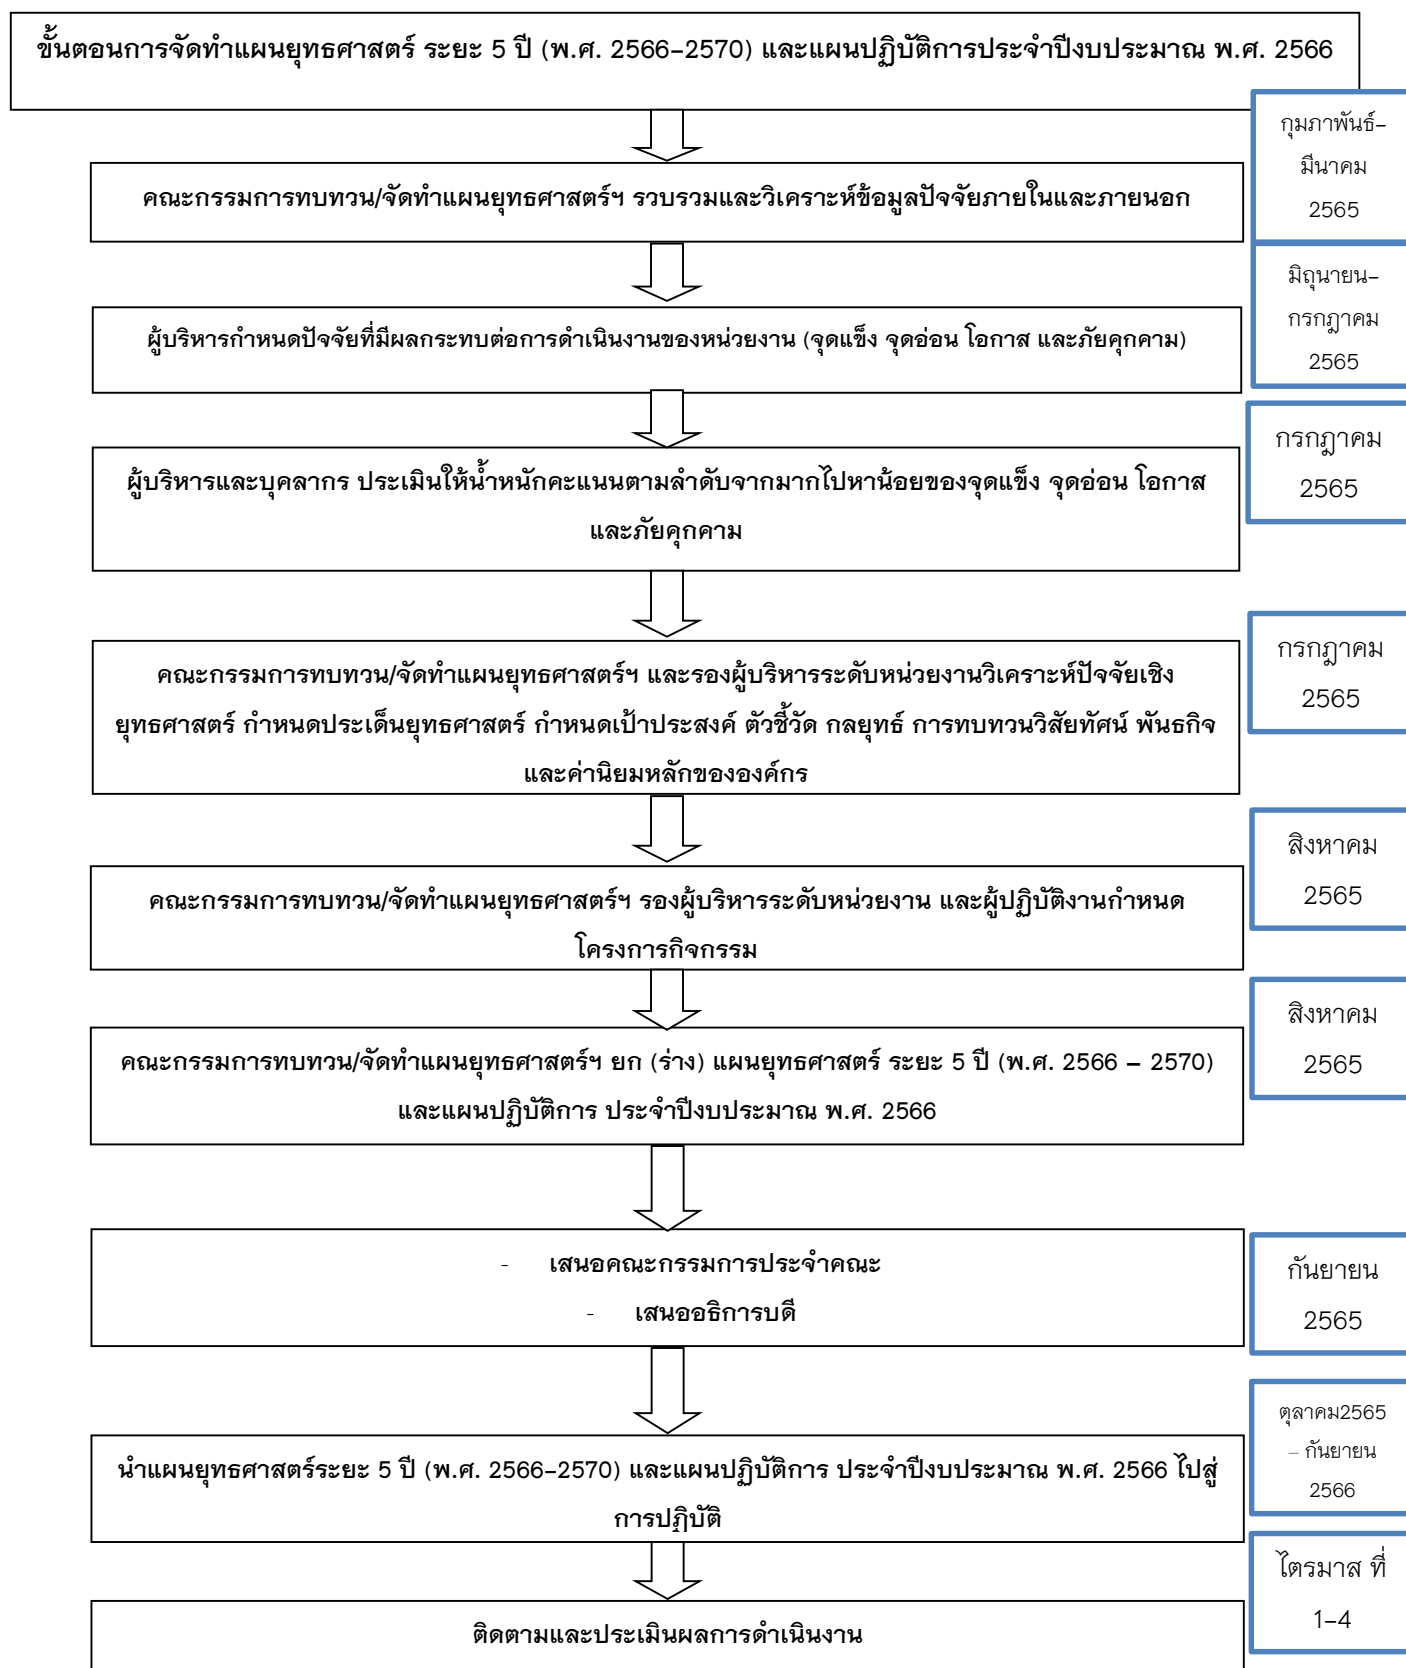 ขั้นตอนการจัดทำแผนยุทธศาสตร์ ระยะ 5 ปี (พ.ศ. 2566–2570) และแผนปฏิบัติการประจำปีงบประมาณ พ.ศ. 2566
กุมภาพันธ์–
มีนาคม
2565
คณะกรรมการทบทวน/จัดทำแผนยุทธศาสตร์ฯ รวบรวมและวิเคราะห์ข้อมูลปัจจัยภายในและภายนอก
มิถุนายน–
กรกฎาคม
2565
ผู้บริหารกำหนดปัจจัยที่มีผลกระทบต่อการดำเนินงานของหน่วยงาน (จุดแข็ง จุดอ่อน โอกาส และภัยคุกคาม)
กรกฎาคม
2565
ผู้บริหารและบุคลากร ประเมินให้น้ำหนักคะแนนตามลำดับจากมากไปหาน้อยของจุดแข็ง จุดอ่อน โอกาส
และภัยคุกคาม
กรกฎาคม
2565
คณะกรรมการทบทวน/จัดทำแผนยุทธศาสตร์ฯ และรองผู้บริหารระดับหน่วยงานวิเคราะห์ปัจจัยเชิง
ยุทธศาสตร์ กำหนดประเด็นยุทธศาสตร์ กำหนดเป้าประสงค์ ตัวชี้วัด กลยุทธ์ การทบทวนวิสัยทัศน์ พันธกิจ
และค่านิยมหลักขององค์กร
สิงหาคม
2565
คณะกรรมการทบทวน/จัดทำแผนยุทธศาสตร์ฯ รองผู้บริหารระดับหน่วยงาน และผู้ปฏิบัติงานกำหนด
โครงการกิจกรรม
สิงหาคม
2565
คณะกรรมการทบทวน/จัดทำแผนยุทธศาสตร์ฯ ยก (ร่าง) แผนยุทธศาสตร์ ระยะ 5 ปี (พ.ศ. 2566 – 2570)
และแผนปฏิบัติการ ประจำปีงบประมาณ พ.ศ. 2566
- เสนอคณะกรรมการประจำคณะ
- เสนออธิการบดี
กันยายน
2565
ตุลาคม2565
– กันยายน
2566
นำแผนยุทธศาสตร์ระยะ 5 ปี (พ.ศ. 2566–2570) และแผนปฏิบัติการ ประจำปีงบประมาณ พ.ศ. 2566 ไปสู่
การปฏิบัติ
ไตรมาส ที่
1–4
ติดตามและประเมินผลการดำเนินงาน